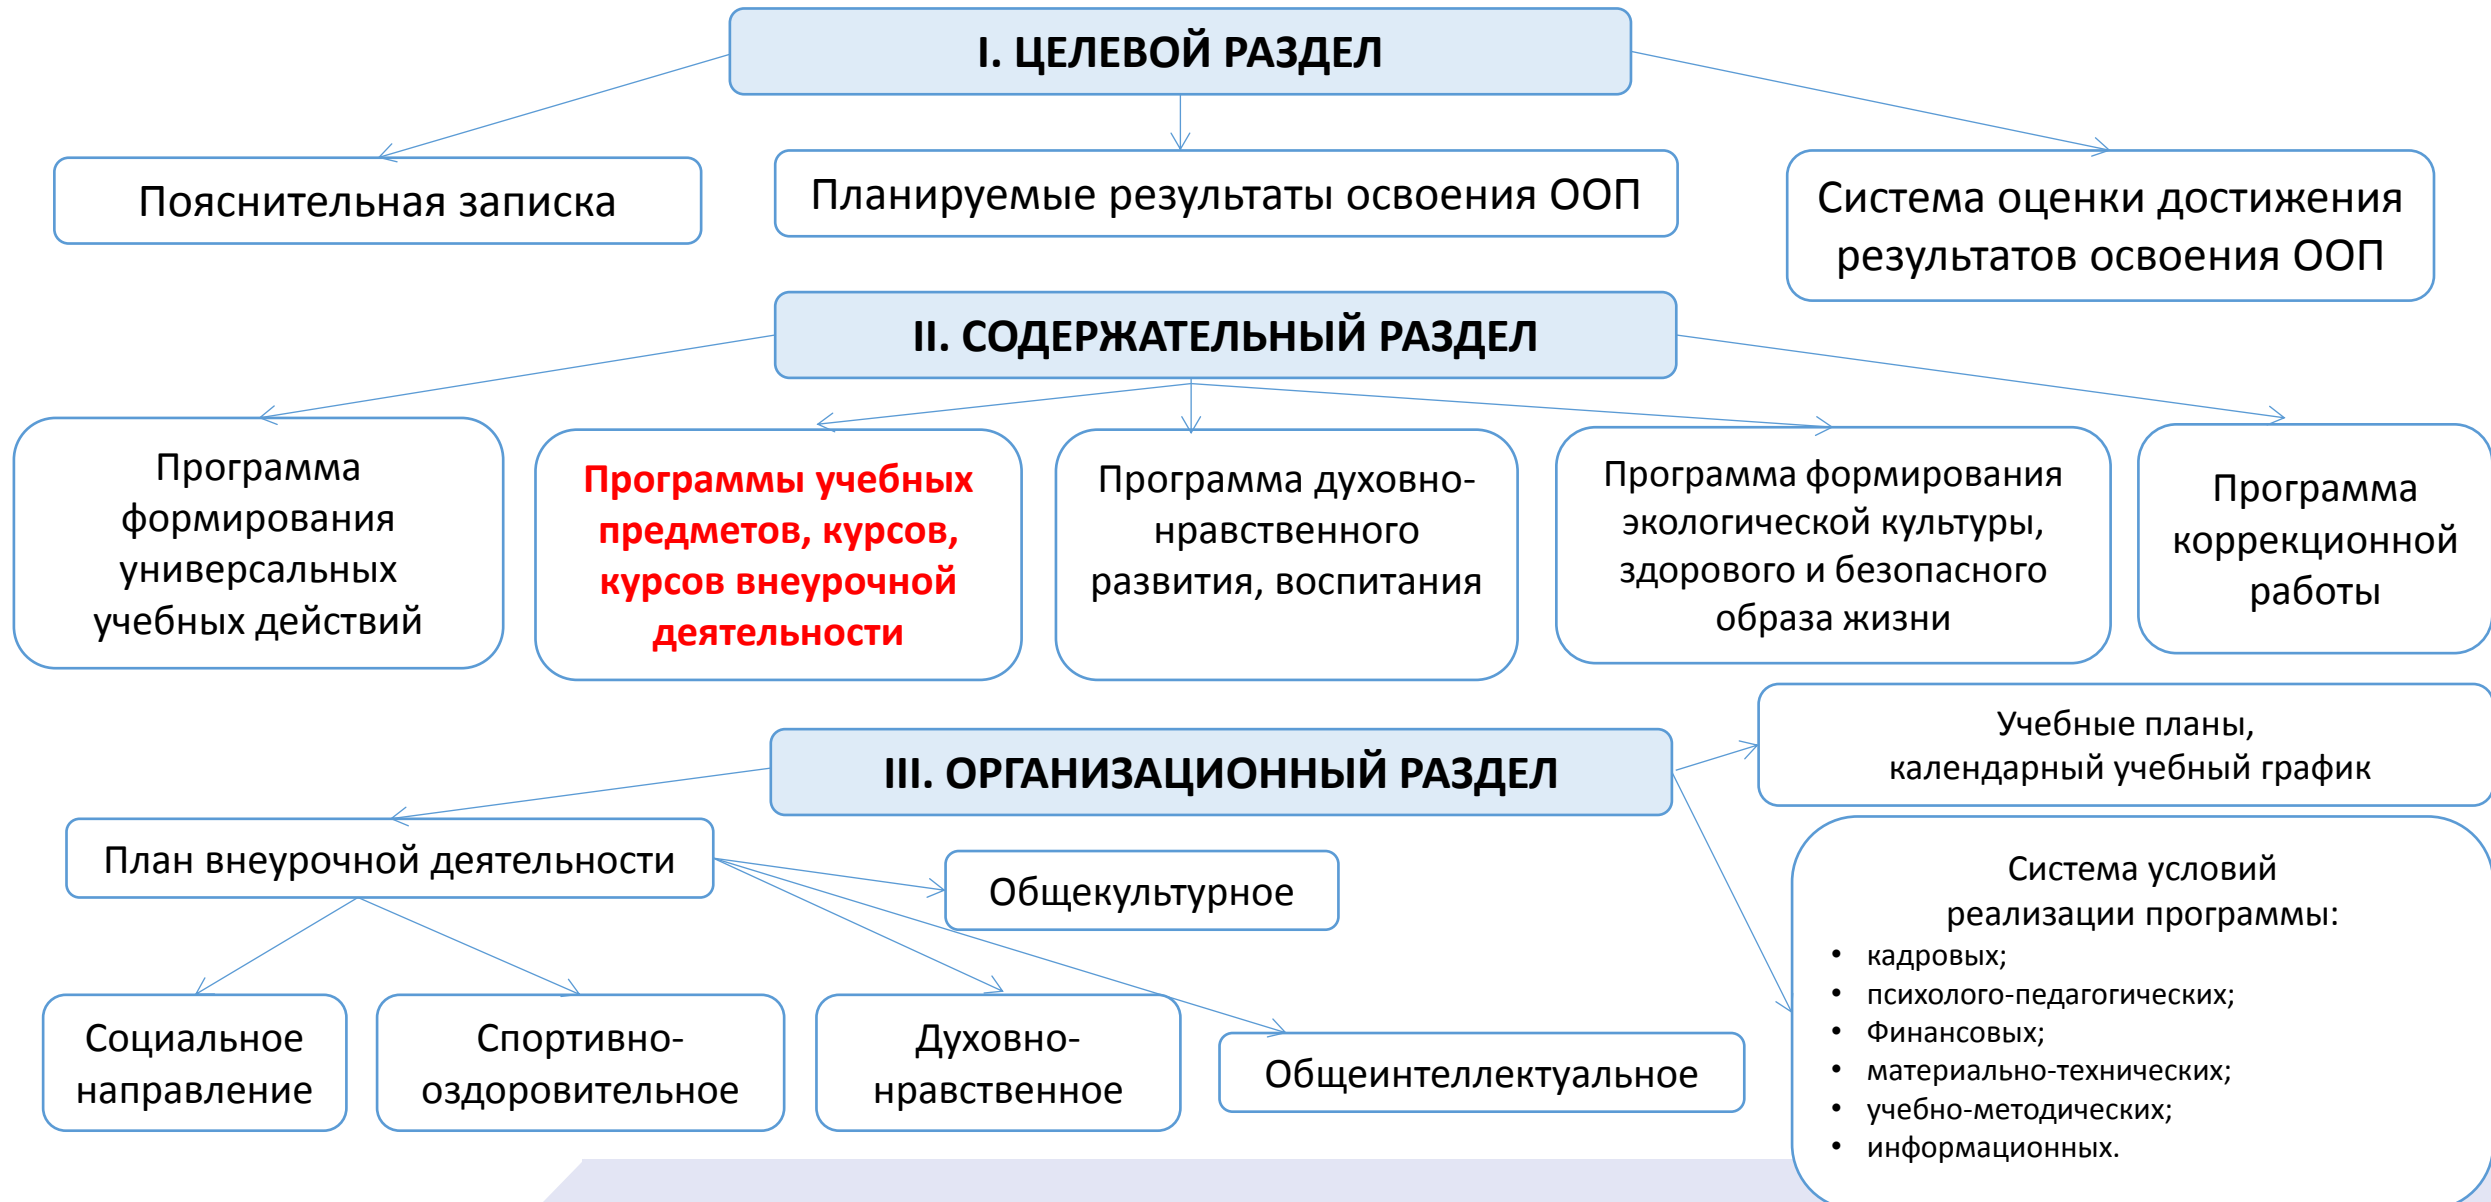 I. ЦЕЛЕВОЙ РАЗДЕЛ
Пояснительная записка
Планируемые результаты освоения ООП
Система оценки достижения
результатов освоения ООП
II. СОДЕРЖАТЕЛЬНЫЙ РАЗДЕЛ
Программа
формирования
универсальных
учебных действий
Программы учебных
предметов, курсов,
курсов внеурочной
деятельности
Программа духовно-
нравственного
развития, воспитания
Программа формирования
экологической культуры,
здорового и безопасного
образа жизни
Программа
коррекционной
работы
III. ОРГАНИЗАЦИОННЫЙ РАЗДЕЛ
Учебные планы,
календарный учебный график
План внеурочной деятельности
Общекультурное
Социальное
направление
Спортивно-
оздоровительное
Духовно-
нравственное
Общеинтеллектуальное
Система условий
реализации программы:
• кадровых;
• психолого-педагогических;
• Финансовых;
• материально-технических;
• учебно-методических;
• информационных.